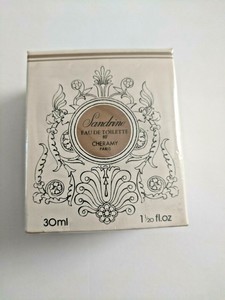 Sandrine
EAU DE TOILETTE
CHERAMY
PARIS
30ml 1 1/20 fl.oz